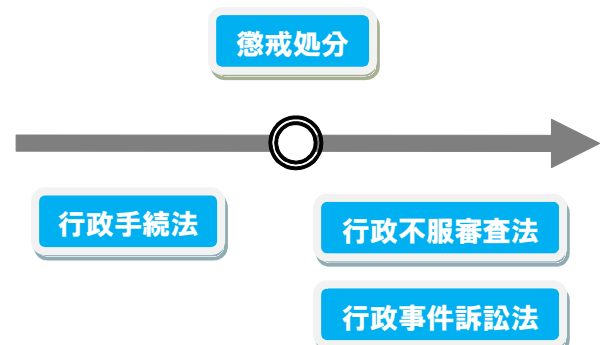 懲戒処分
行政手続法
行政不服審査法
行政事件訴訟法